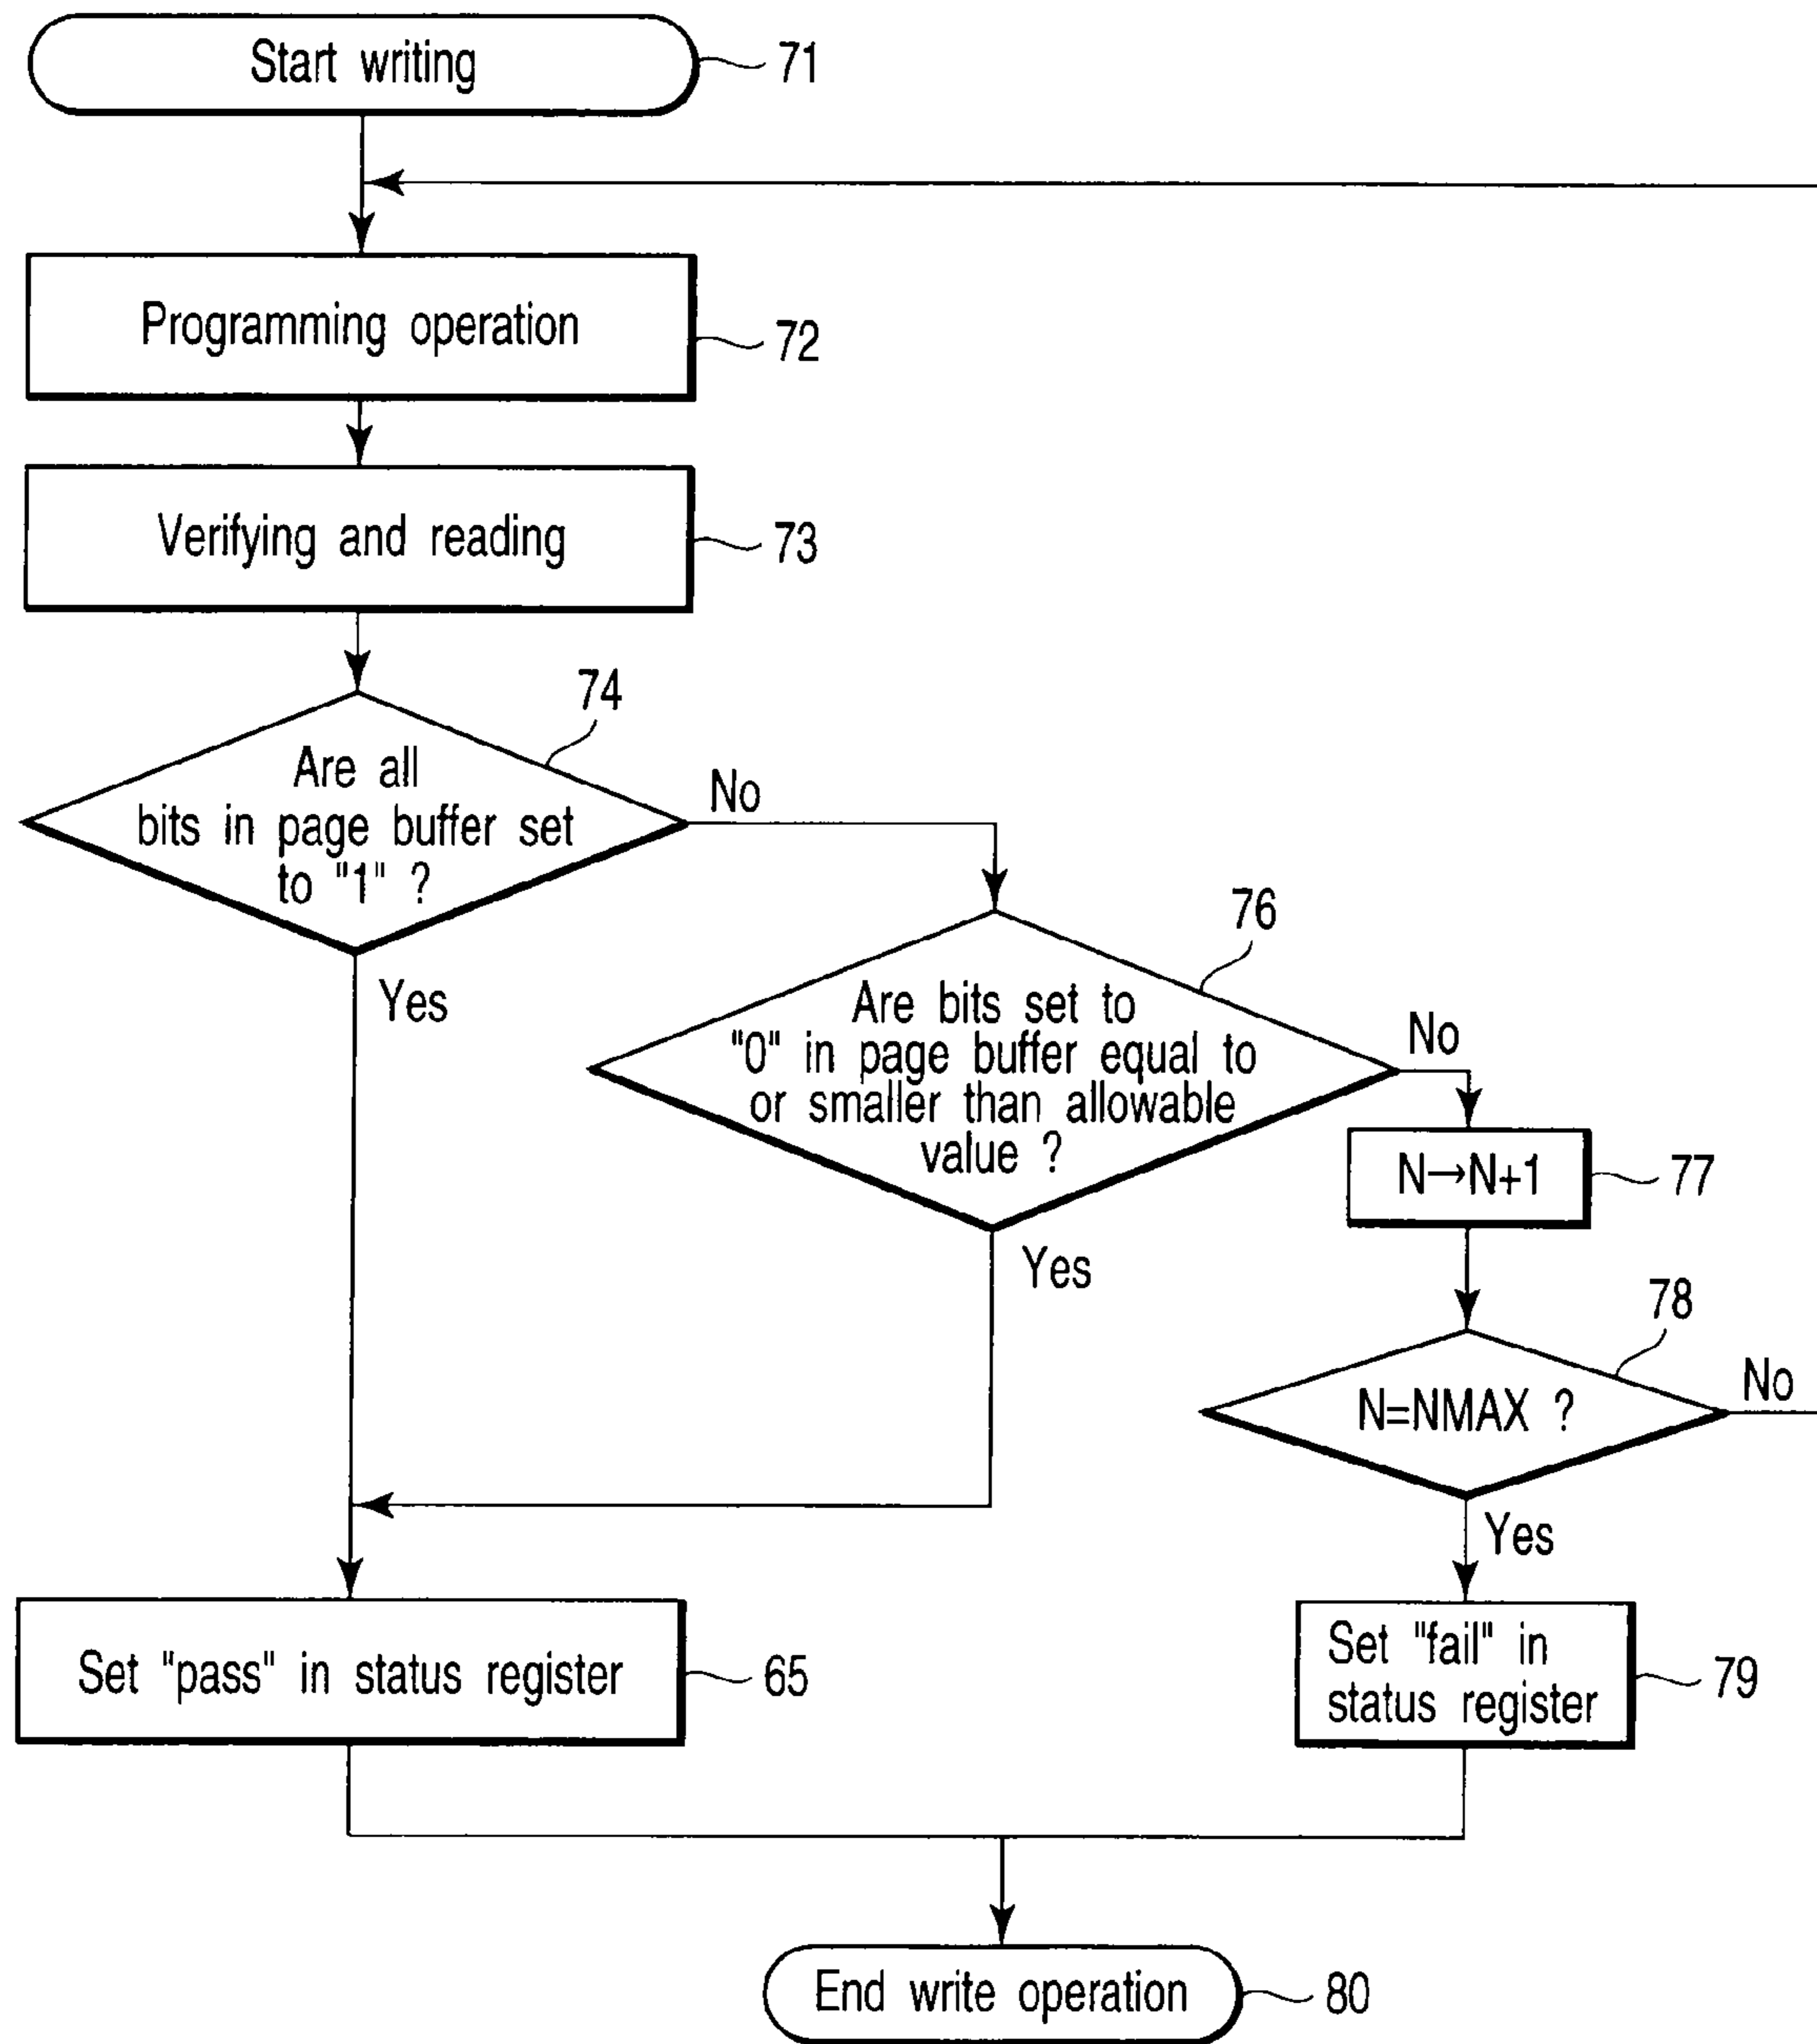 Start writing
71
Programming operation
72
Verifying and reading
73
74
Are all
bits in page buffer set
to "1" ?
No
Yes
76
Are bits set to
"0" in page buffer equal to
or smaller than allowable
value ?
No
Yes
N→N+1
77
78
N=NMAX ?
No
Yes
Set "pass" in status register
65
Set "fail" in
status register
79
End write operation
80